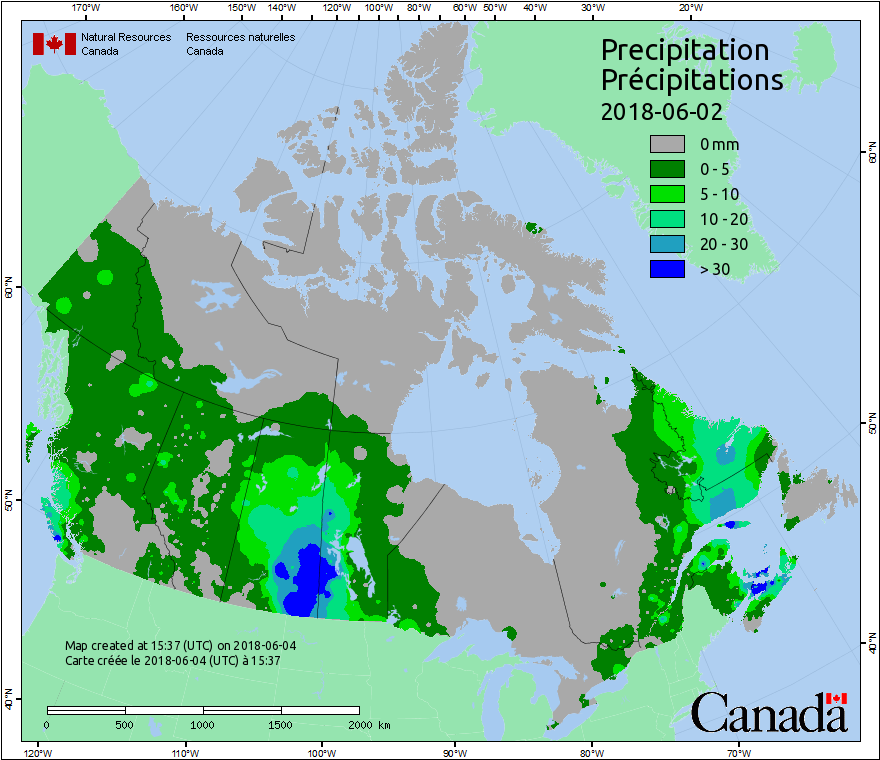 170°W 160°W 150°W 140°W 120°W 100°W 80°W 60°W 50°W 40°W 30°W 20°W
Natural Resources Ressources naturelles
Canada Canada
Precipitation
Précipitations
2018-06-02
0 mm
0 - 5
5 - 10
10 - 20
20 - 30
> 30
60°N
60°N
50°N
50°N
40°N
40°N
Map created at 15:37 (UTC) on 2018-06-04
Carte créée le 2018-06-04 (UTC) à 15:37
0 500 1000 1500 2000 km
Canada
120°W 110°W 100°W 90°W 80°W 70°W